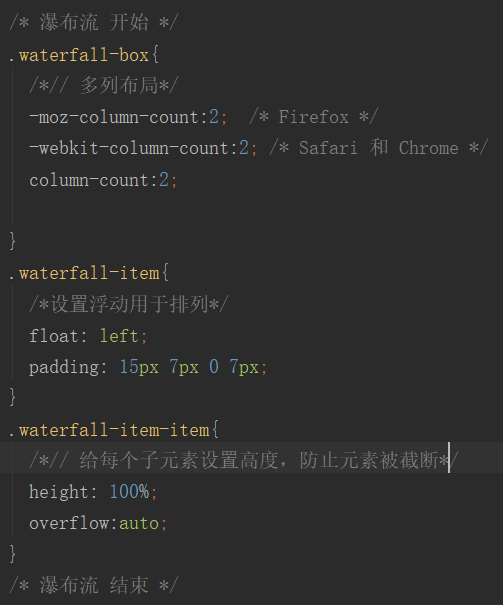 /* 瀑布流 开始 */
.waterfall-box{
/*// 多列布局*/
-moz-column-count:2; /* Firefox */
-webkit-column-count:2; /* Safari 和 Chrome */
column-count:2;
}
.waterfall-item{
/*设置浮动用于排列*/
float: left;
padding: 15px 7px 0 7px;
}
.waterfall-item-item{
/*// 给每个子元素设置高度，防止元素被截断*/
height: 100%;
overflow:auto;
}
/* 瀑布流 结束 */